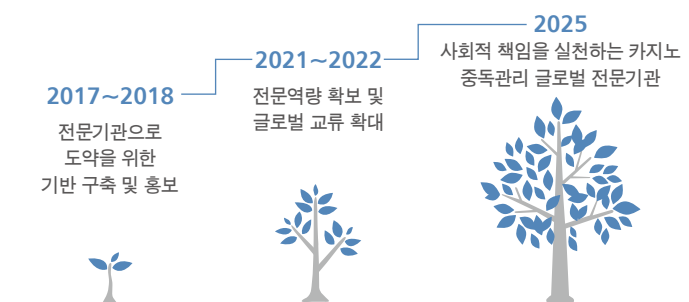 2017~2018
전문기관으로
도약을 위한
기반 구축 및 홍보
2021~2022
전문역량 확보 및
글로벌 교류 확대
2025
사회적 책임을 실천하는 카지노
중독관리 글로벌 전문기관